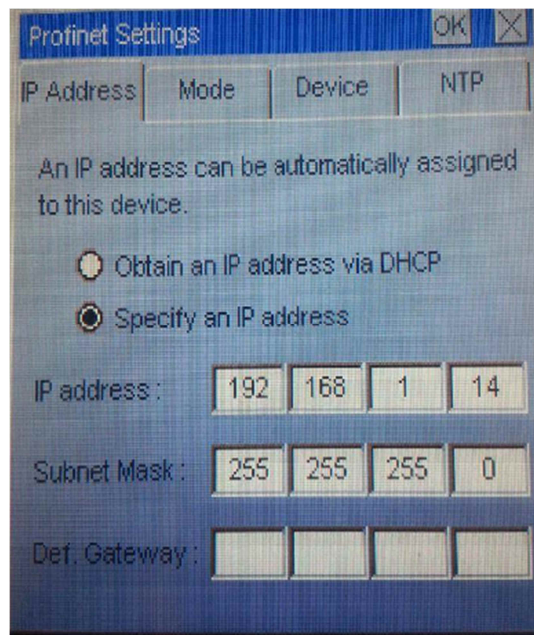 Profinet Settings OK X
IP Address Mode Device NTP
An IP address can be automatically assigned
to this device.
Obtain an IP address via DHCP
Specify an IP address
IP address : 192 168 1 14
Subnet Mask : 255 255 255 0
Def. Gateway :